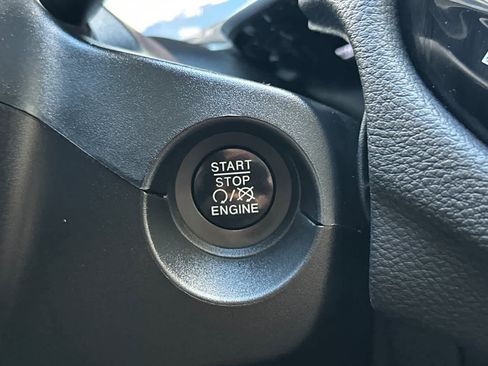 START
STOP
/
ENGINE